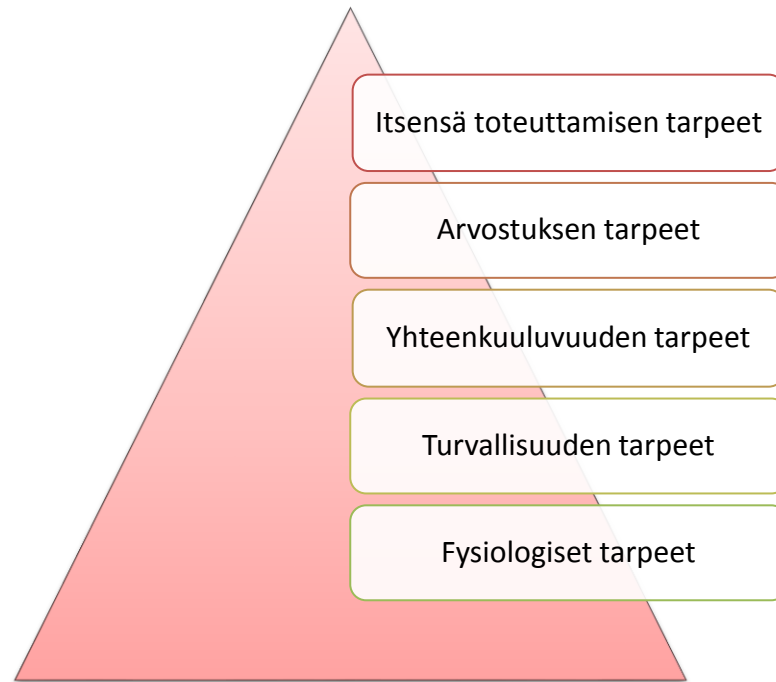 Itsensä toteuttamisen tarpeet
Arvostuksen tarpeet
Yhteenkuuluvuuden tarpeet
Turvallisuuden tarpeet
Fysiologiset tarpeet